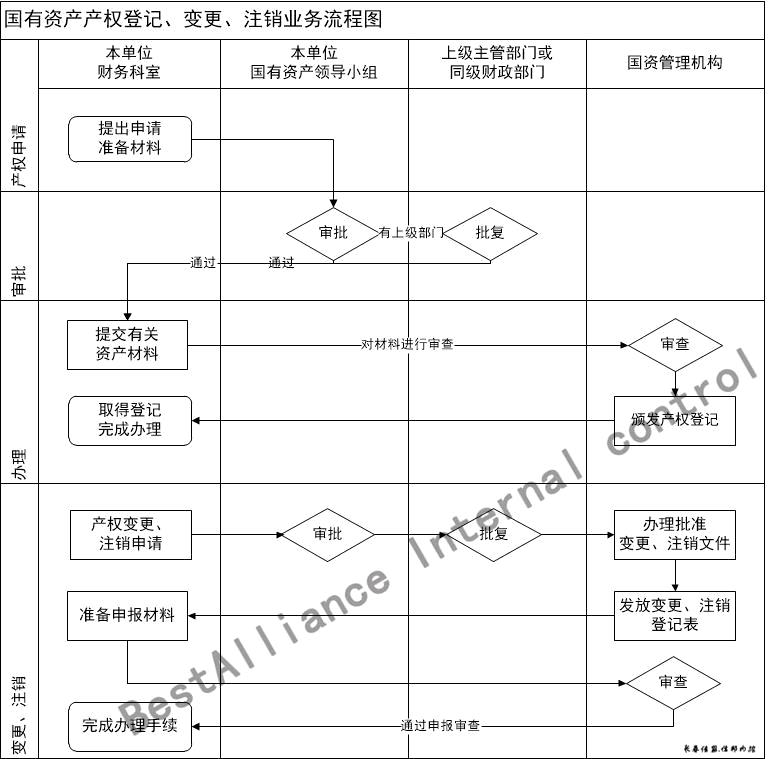 国有资产产权登记、变更、注销业务流程图
本单位
财务科室
本单位
国有资产领导小组
上级主管部门或
同级财政部门
国资管理机构
产权申请
提出申请
准备材料
审批
审批
有上级部门
批复
通过
通过
办理
提交有关
资产材料
对材料进行审查
审查
取得登记
完成办理
颁发产权登记
变更、注销
产权变更、
注销申请
审批
批复
办理批准
变更、注销文件
准备申报材料
发放变更、注销
登记表
审查
完成办理手续
通过申报审查
BestAlliance Internal control
长春佳盟.佳邦内控